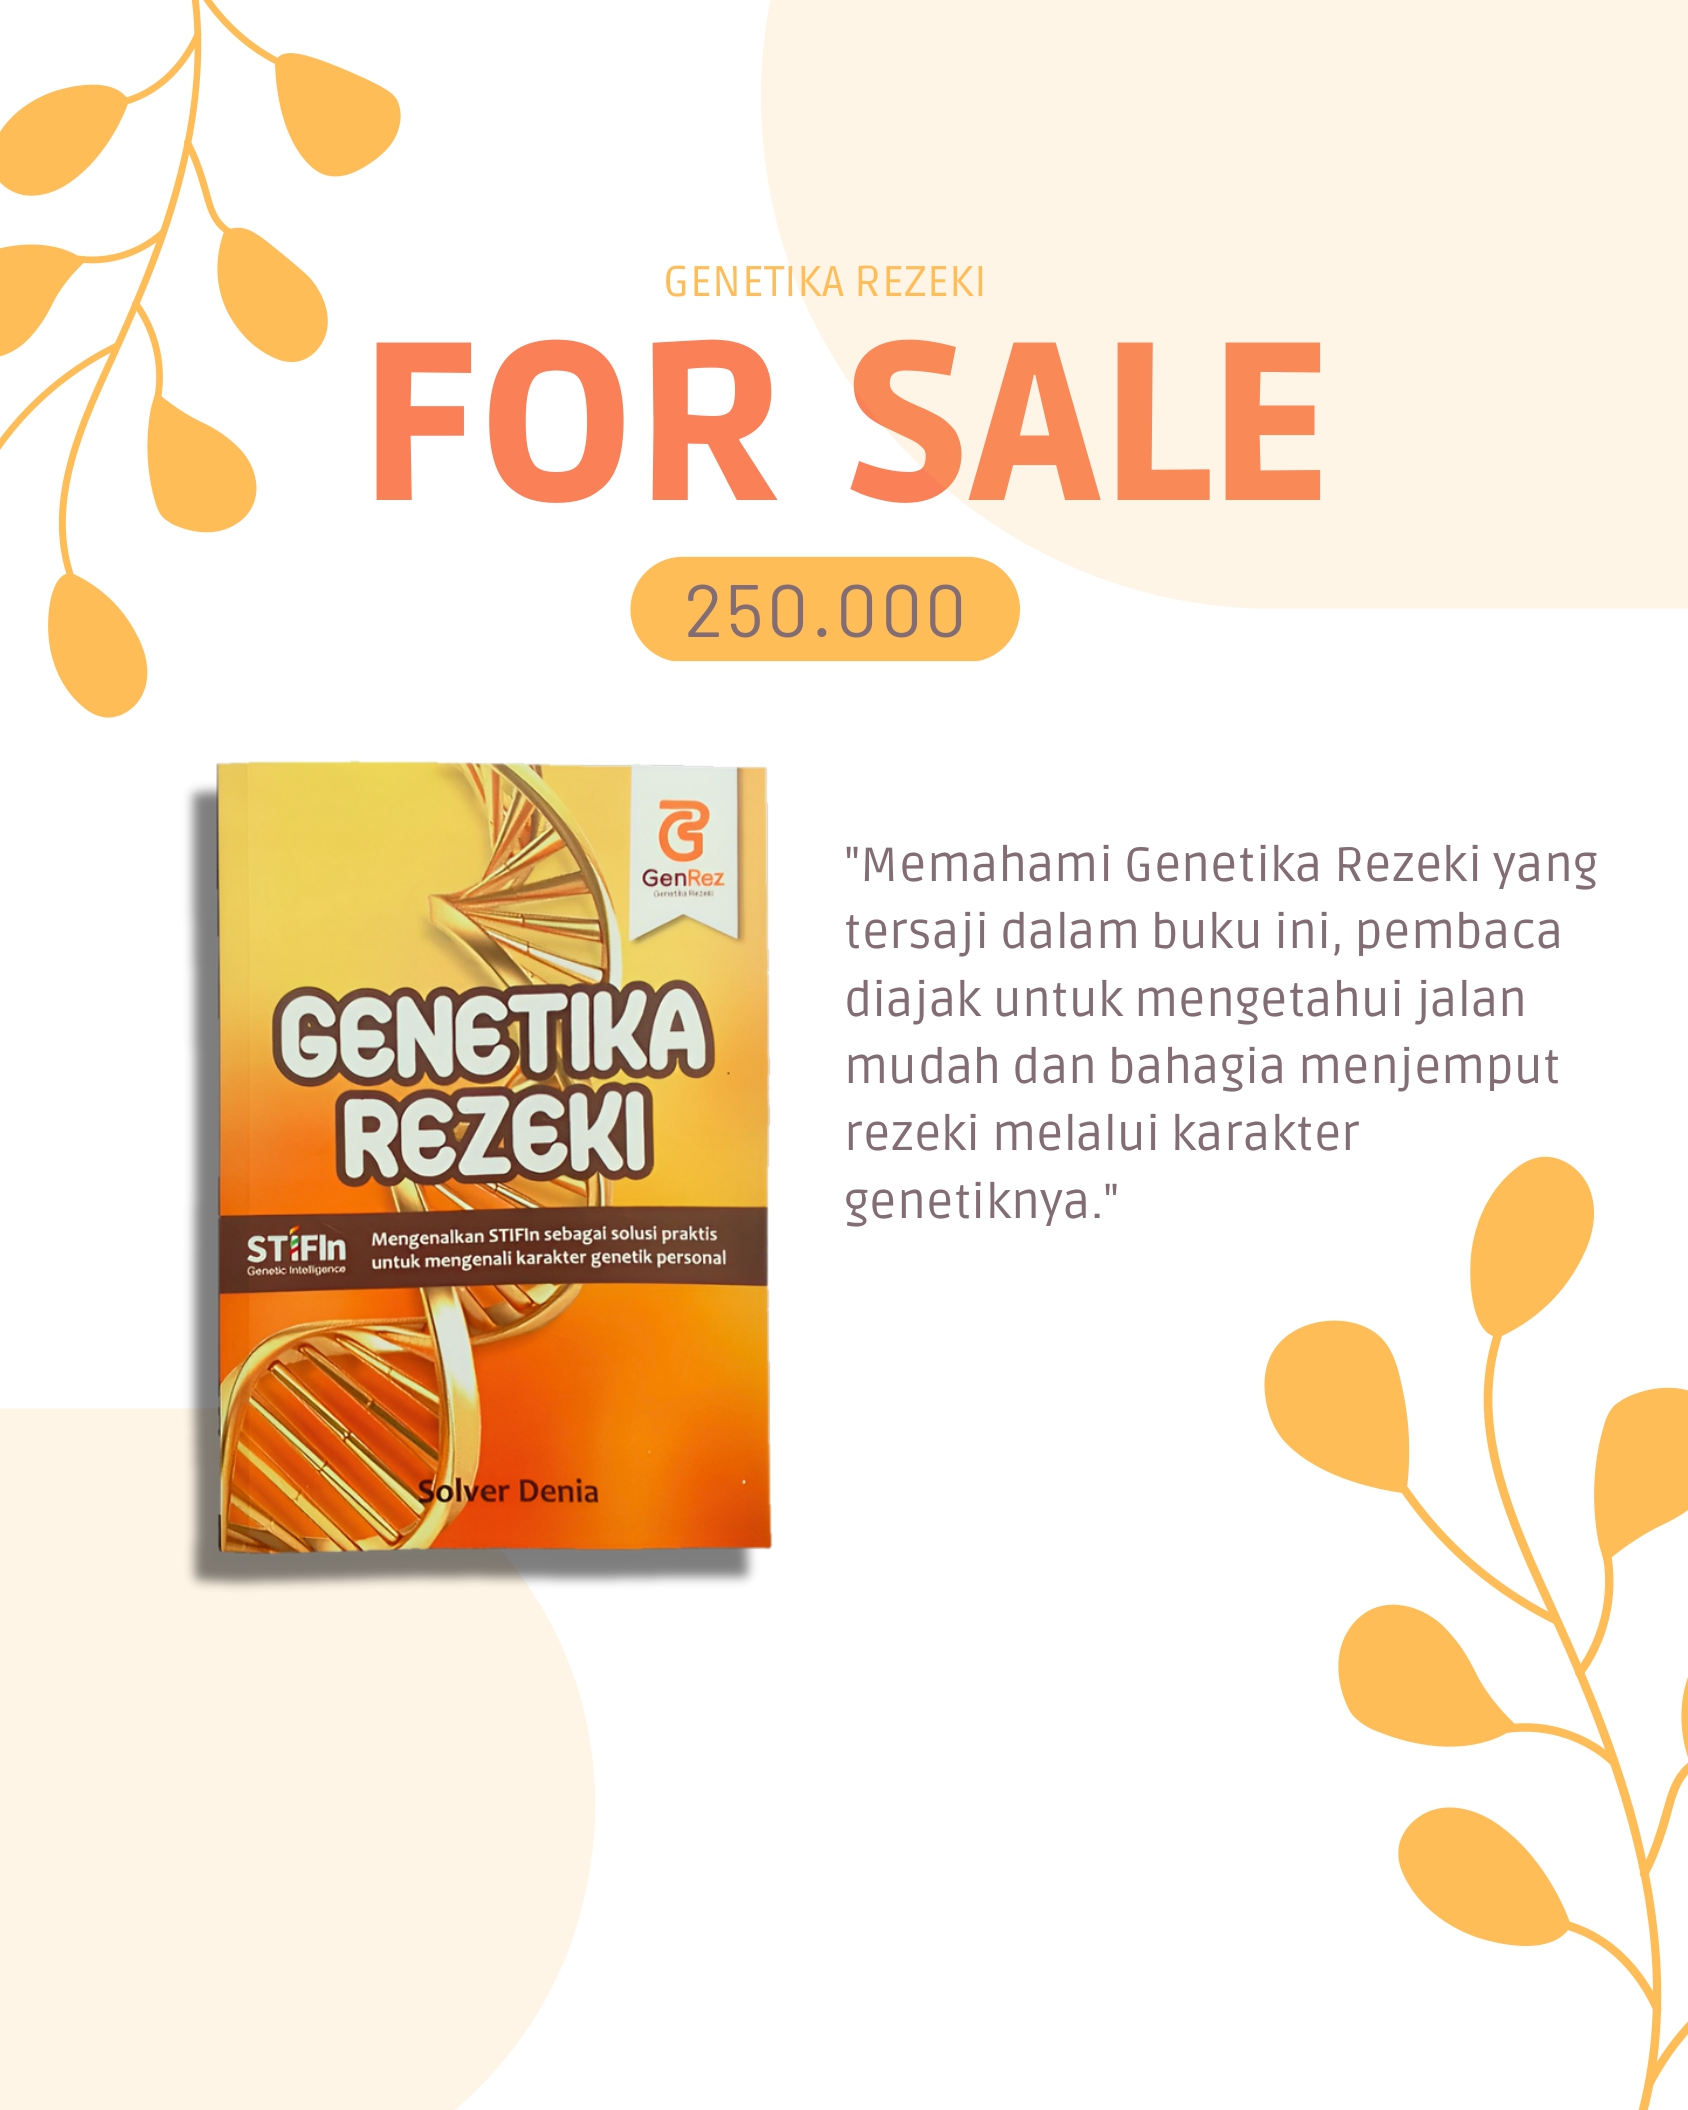 GENETIKA REZEKI
FOR SALE
250.000
GenRez
Genetika Rezeki
GENETIKA
REZEKI
STIFIn
Genetic Intelligence
Mengenalkan STIFIn sebagai solusi praktis
untuk mengenali karakter genetik personal
Solver Denia
"Memahami Genetika Rezeki yang
tersaji dalam buku ini, pembaca
diajak untuk mengetahui jalan
mudah dan bahagia menjemput
rezeki melalui karakter
genetiknya."